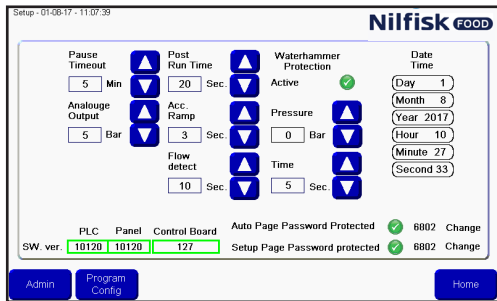 Setup - 01-08-17 - 11:07:39
Nilfisk FOOD
Pause Timeout
5 Min
Post Run Time
20 Sec.
Waterhammer Protection
Active
Date Time
Day 1
Month 8
Year 2017
Hour 10
Minute 27
Second 33
Analouge Output
5 Bar
Acc. Ramp
3 Sec.
Pressure
0 Bar
Flow detect
10 Sec.
Time
5 Sec.
PLC Panel Control Board
SW. ver. 10120 10120 127
Auto Page Password Protected 6802 Change
Setup Page Password protected 6802 Change
Admin
Program Config
Home